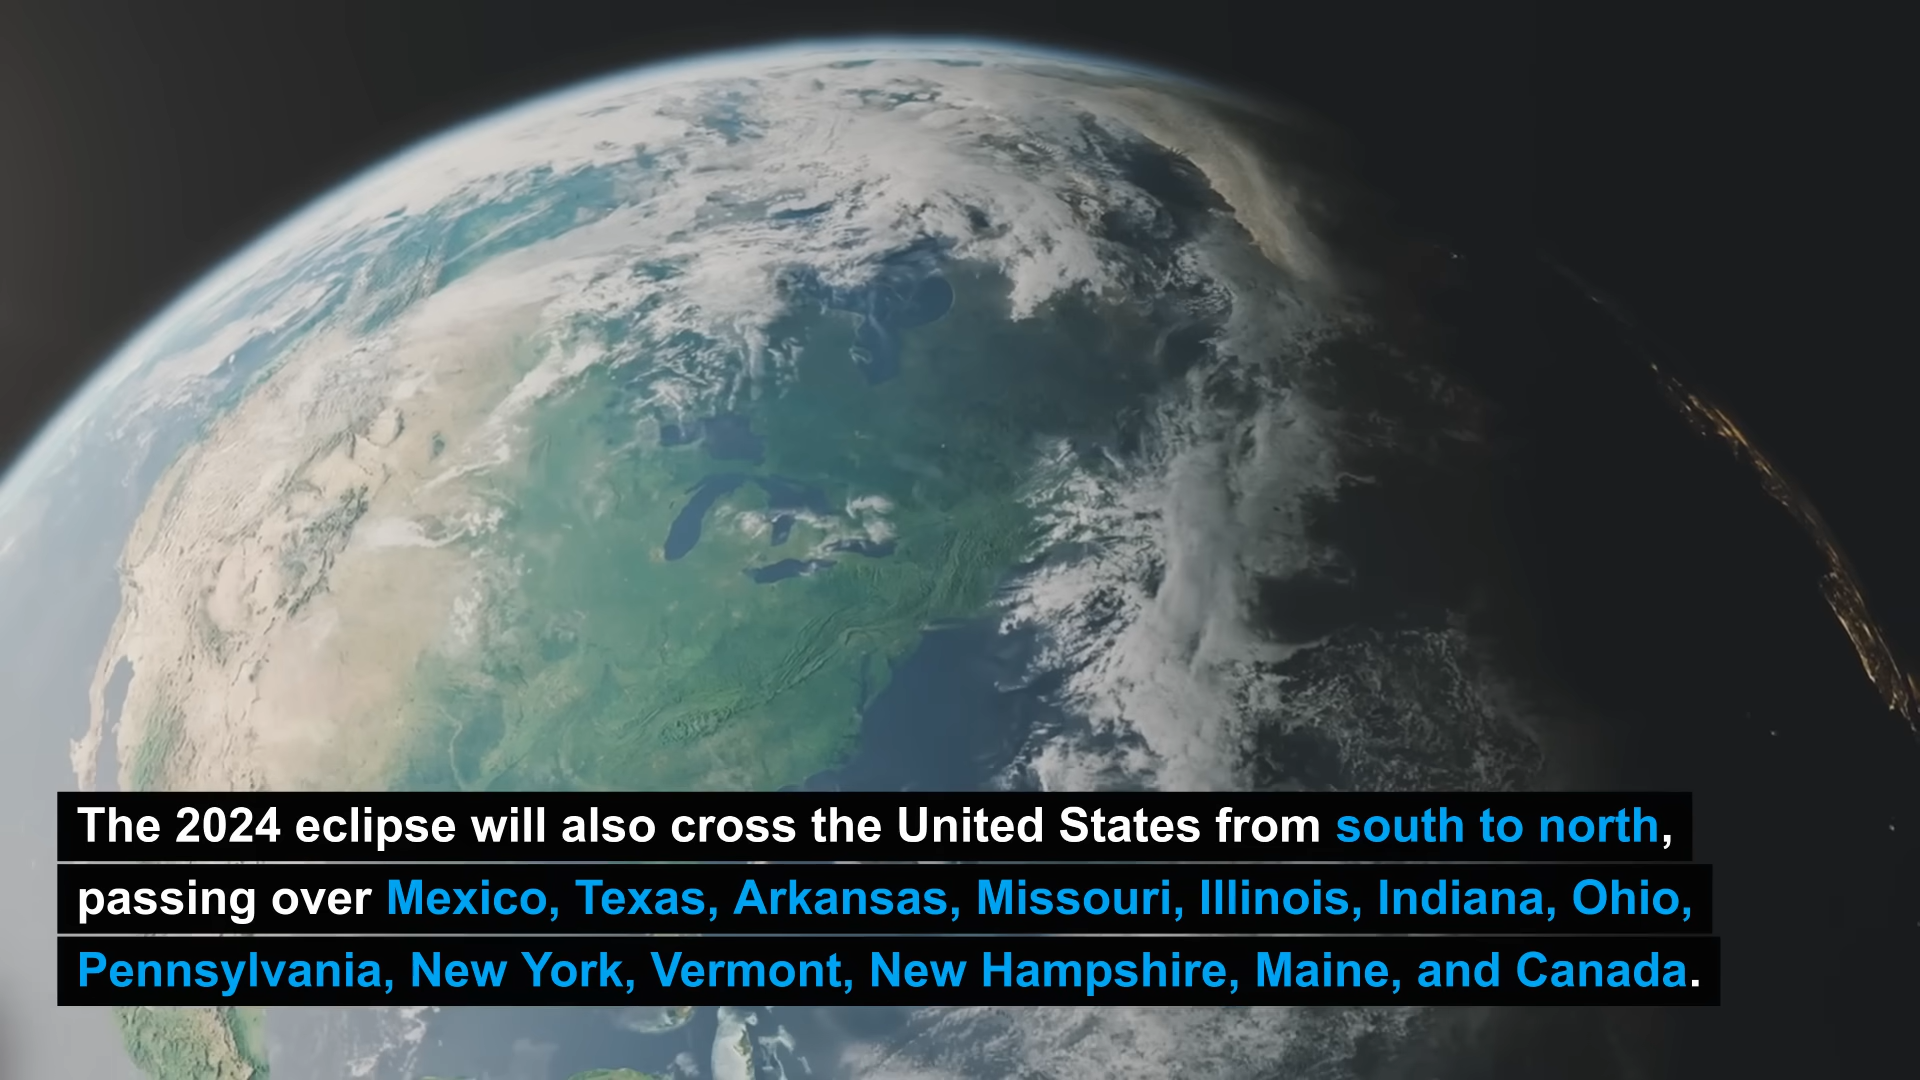 The 2024 eclipse will also cross the United States from south to north,
passing over Mexico, Texas, Arkansas, Missouri, Illinois, Indiana, Ohio,
Pennsylvania, New York, Vermont, New Hampshire, Maine, and Canada.